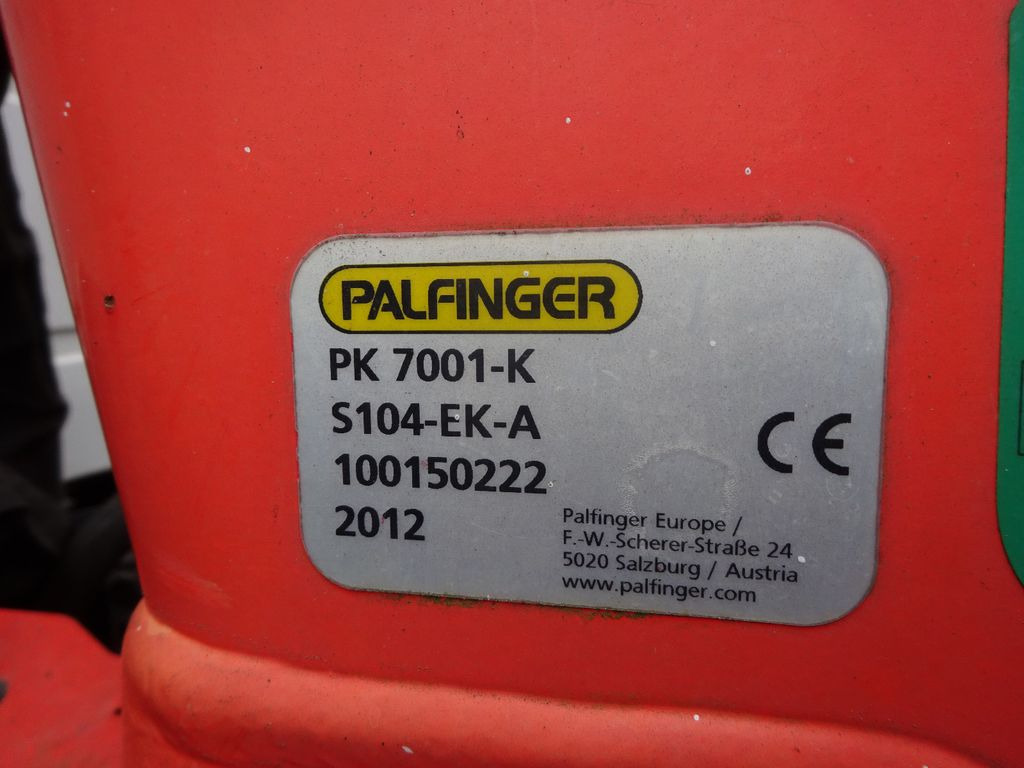 PALFINGER
PK 7001-K
S104-EK-A
100150222
2012
CE
Palfinger Europe /
F.-W.-Scherer-Straße 24
5020 Salzburg / Austria
www.palfinger.com